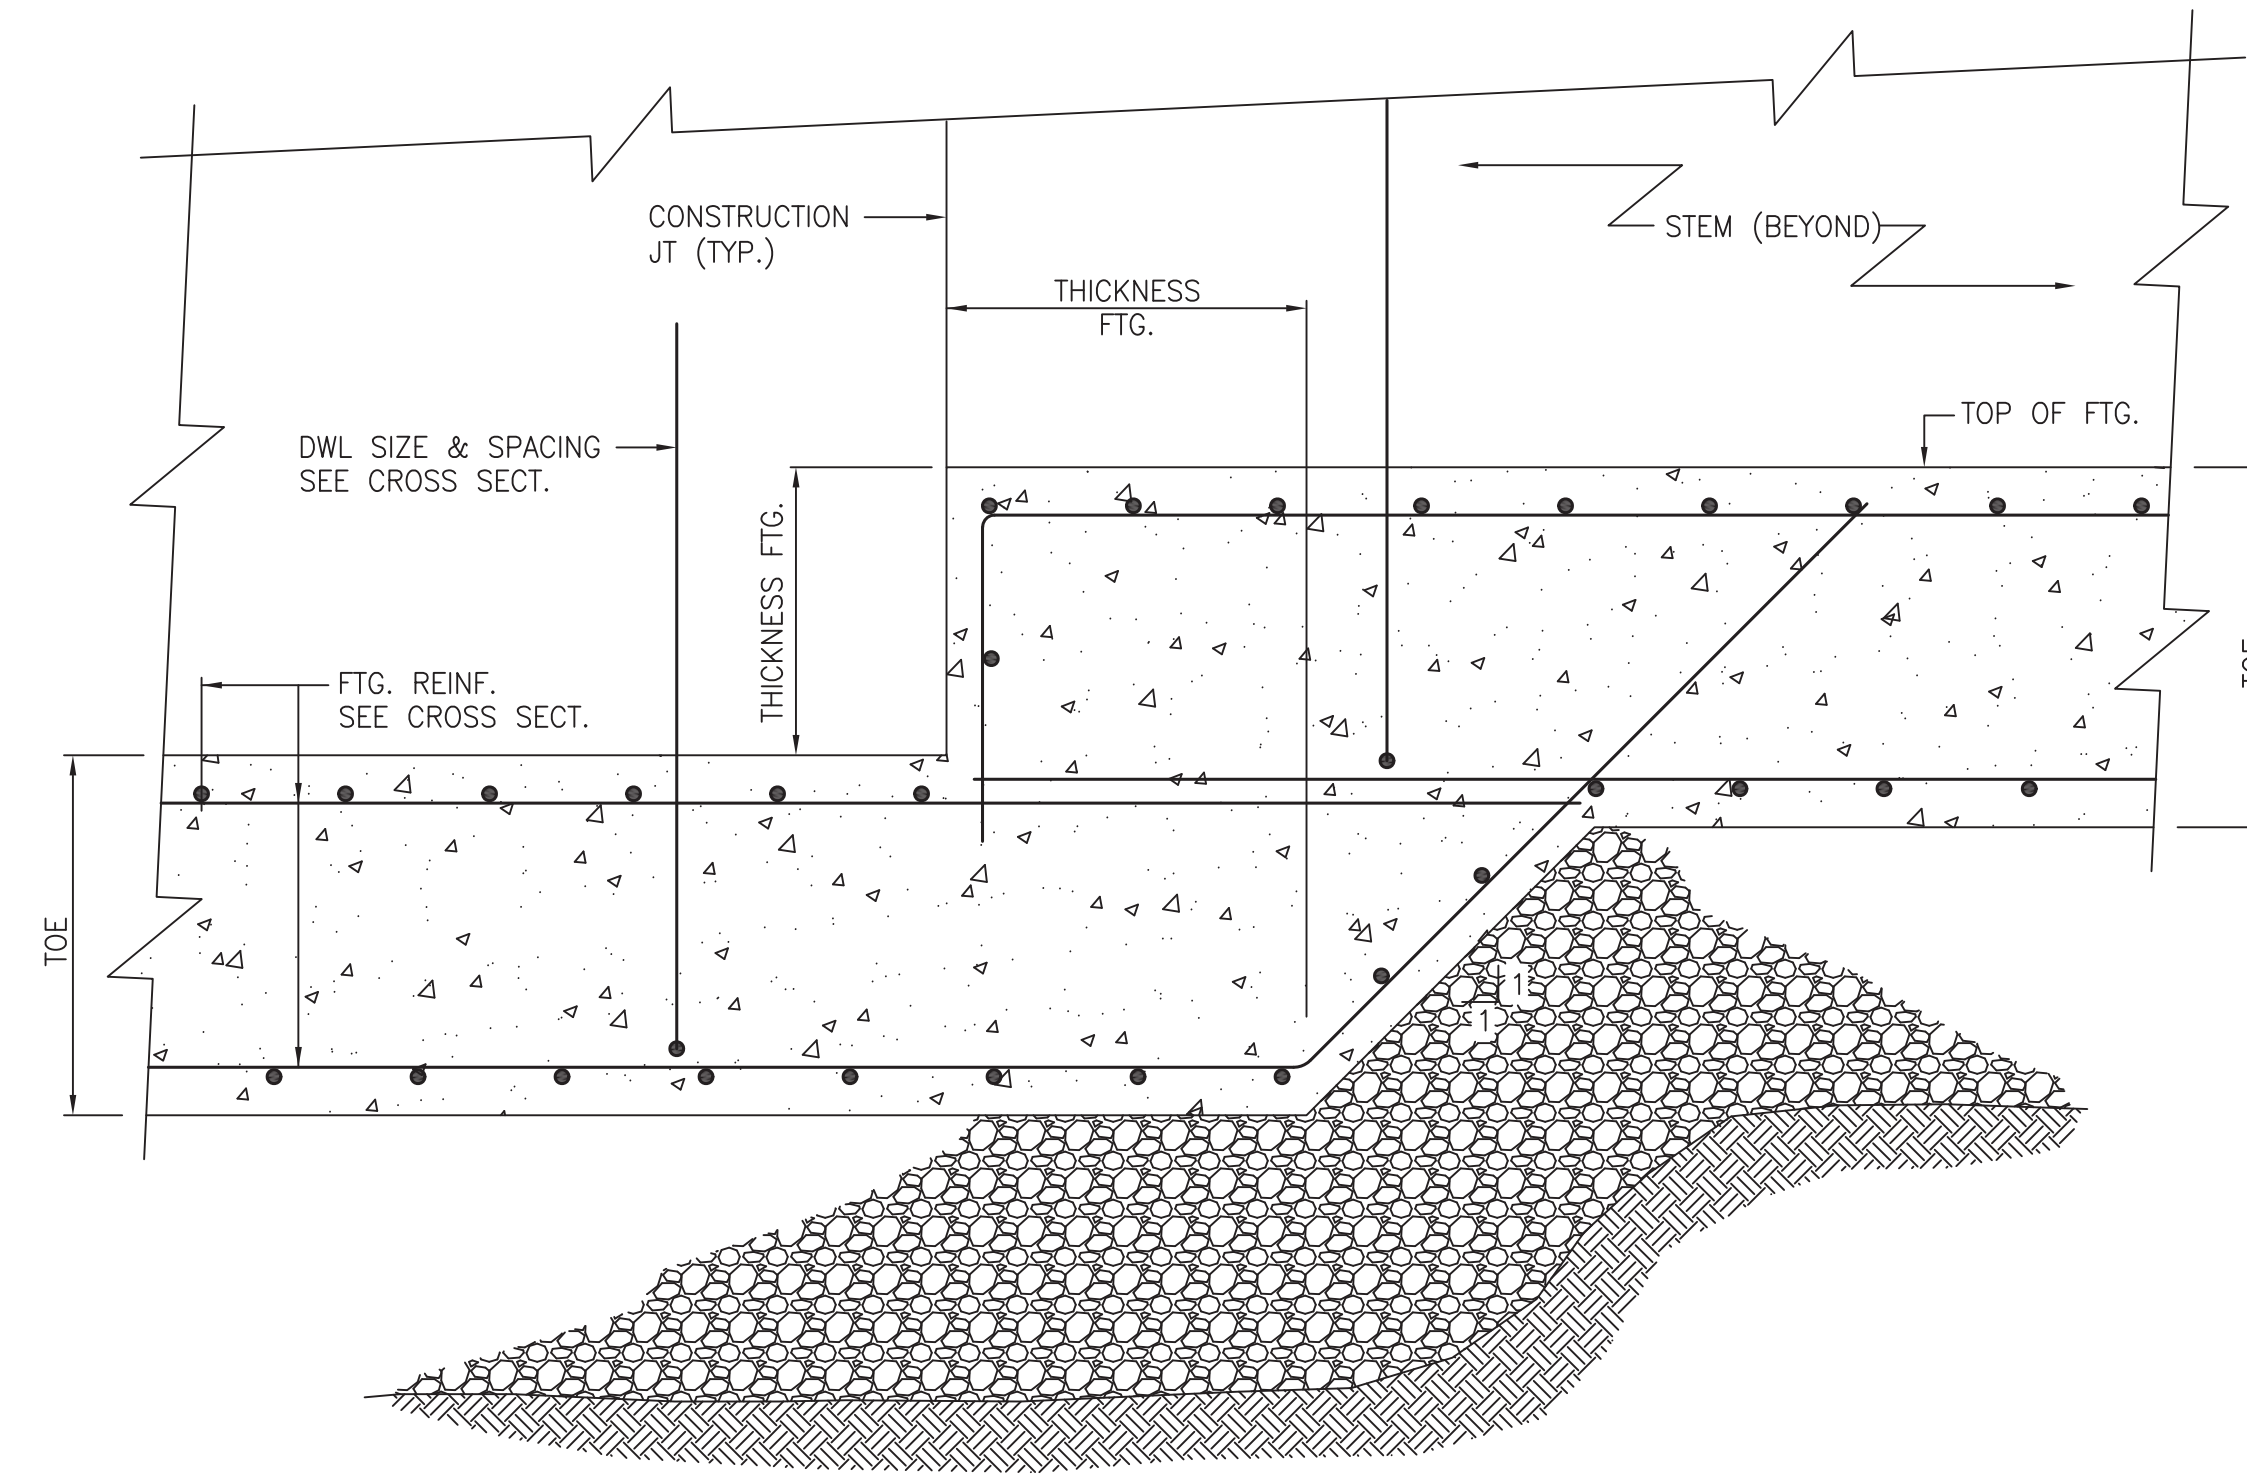 CONSTRUCTION
JT (TYP.)
STEM (BEYOND)
THICKNESS
FTG.
TOP OF FTG.
DWL SIZE & SPACING
SEE CROSS SECT.
THICKNESS FTG.
FTG. REINF.
SEE CROSS SECT.
TOE
1
1